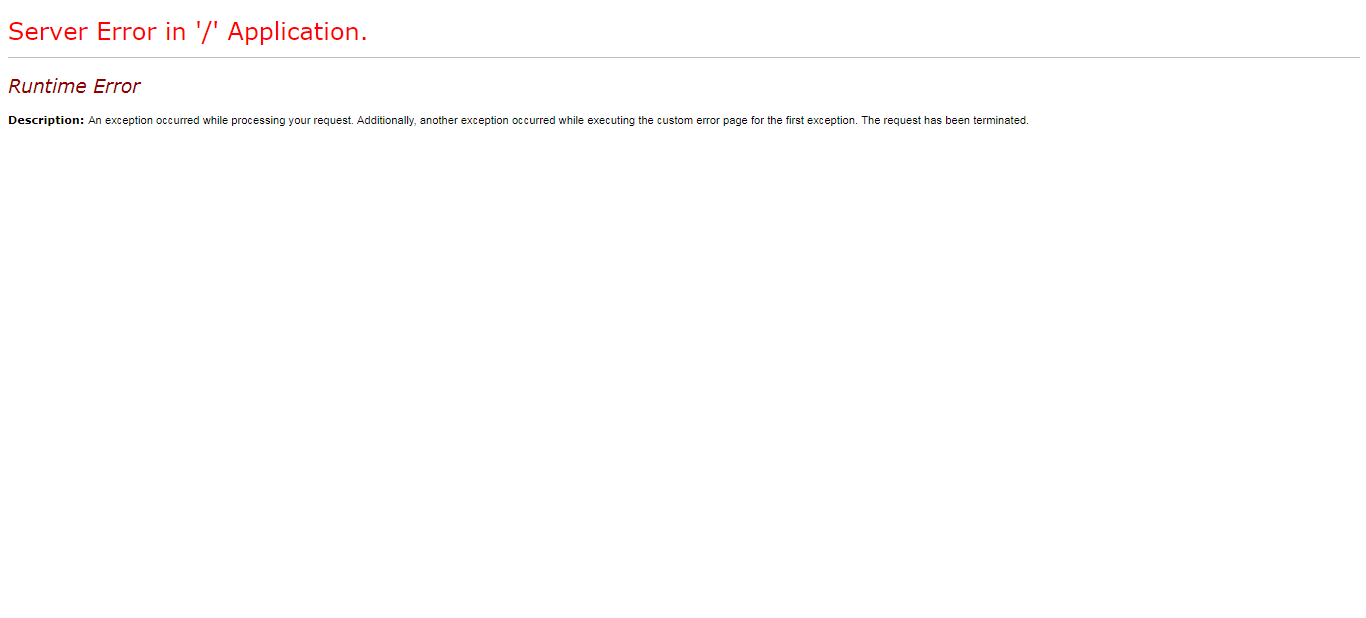 Server Error in '/' Application.
Runtime Error
Description: An exception occurred while processing your request. Additionally, another exception occurred while executing the custom error page for the first exception. The request has been terminated.